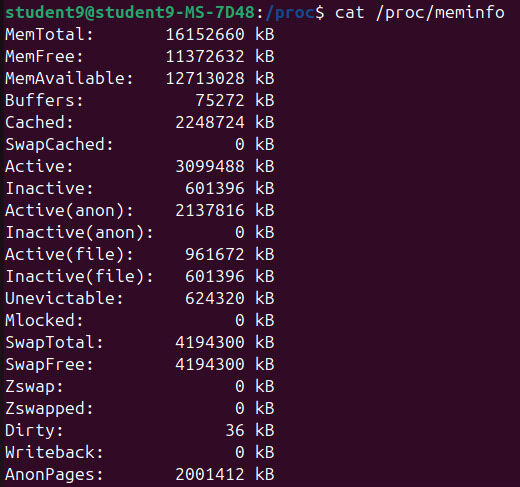 student9@student9-MS-7D48:/proc$ cat /proc/meminfo
MemTotal:       16152660 kB
MemFree:        11372632 kB
MemAvailable:   12713028 kB
Buffers:           75272 kB
Cached:          2248724 kB
SwapCached:            0 kB
Active:          3099488 kB
Inactive:         601396 kB
Active(anon):    2137816 kB
Inactive(anon):        0 kB
Active(file):     961672 kB
Inactive(file):   601396 kB
Unevictable:      624320 kB
Mlocked:               0 kB
SwapTotal:       4194300 kB
SwapFree:        4194300 kB
Zswap:                 0 kB
Zswapped:              0 kB
Dirty:                36 kB
Writeback:             0 kB
AnonPages:       2001412 kB